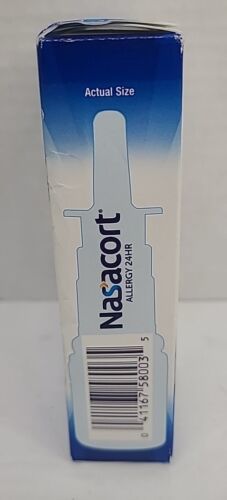 Actual Size
Nasacort®
ALLERGY 24HR
0 41167 58003 5